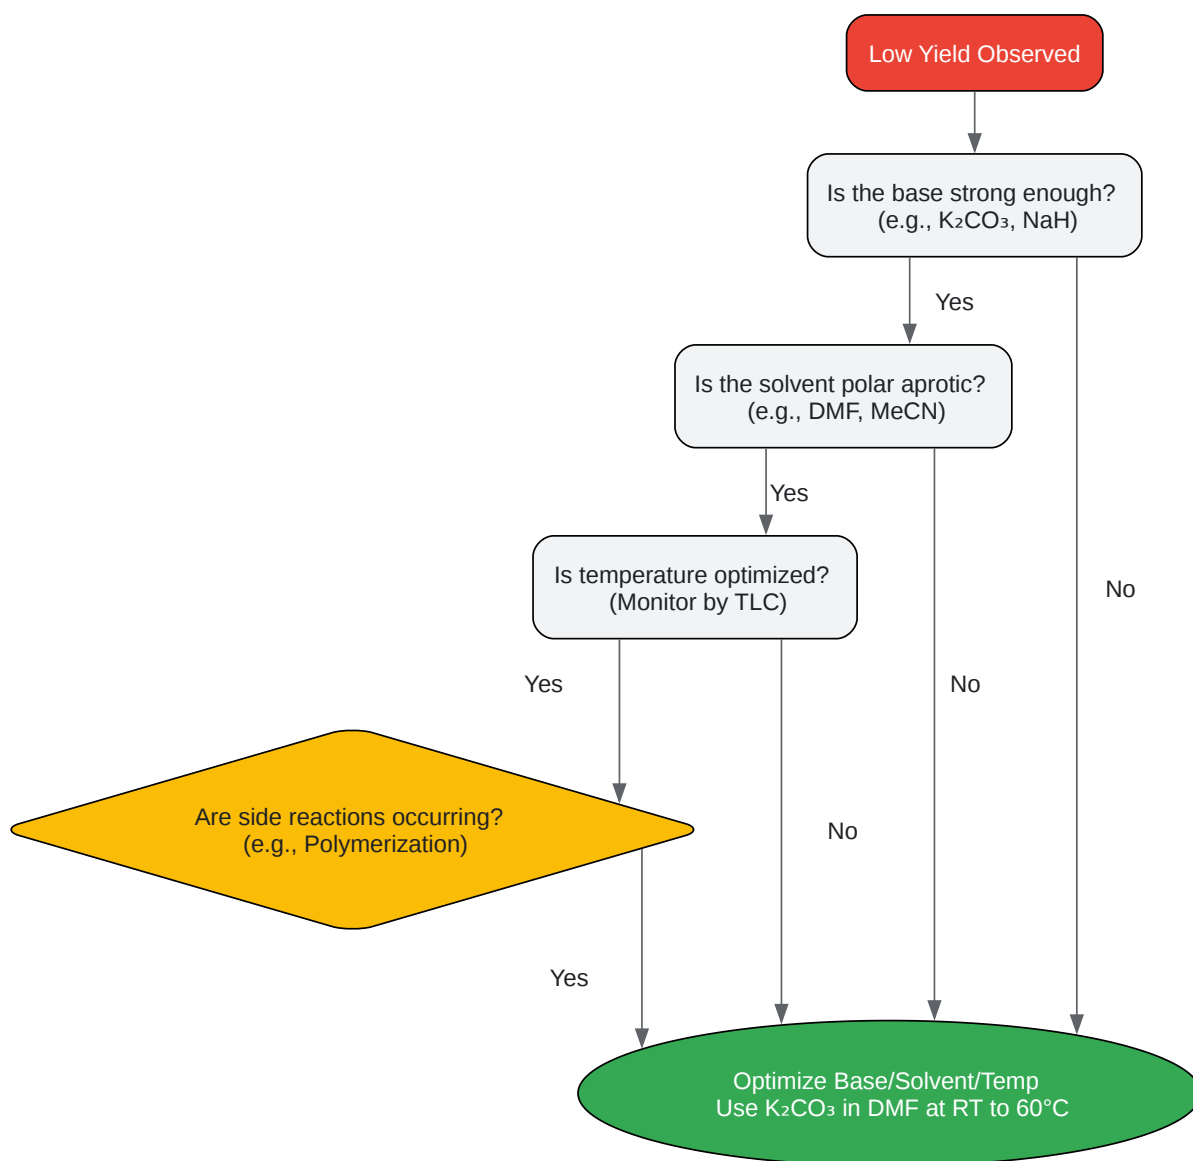 Low Yield Observed
Is the base strong enough?
(e.g., K₂CO₃, NaH)
Yes
Is the solvent polar aprotic?
(e.g., DMF, MeCN)
Yes
Is temperature optimized?
(Monitor by TLC)
No
Yes
No
Are side reactions occurring?
(e.g., Polymerization)
No
Yes
Optimize Base/Solvent/Temp
Use K₂CO₃ in DMF at RT to 60°C